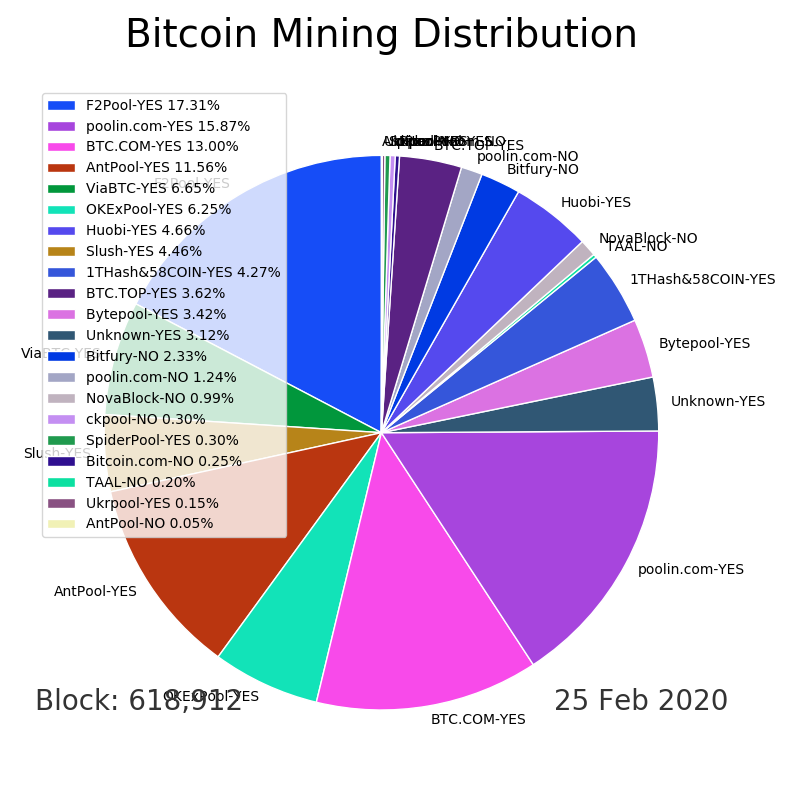 Bitcoin Mining Distribution
F2Pool-YES 17.31%
poolin.com-YES 15.87%
BTC.COM-YES 13.00%
AntPool-YES 11.56%
ViaBTC-YES 6.65%
OKExPool-YES 6.25%
Huobi-YES 4.66%
Slush-YES 4.46%
1THash&58COIN-YES 4.27%
BTC.TOP-YES 3.62%
Bytepool-YES 3.42%
Unknown-YES 3.12%
Bitfury-NO 2.33%
poolin.com-NO 1.24%
NovaBlock-NO 0.99%
ckpool-NO 0.30%
SpiderPool-YES 0.30%
Bitcoin.com-NO 0.25%
TAAL-NO 0.20%
Ukrpool-YES 0.15%
AntPool-NO 0.05%
BTC.TOP-YES
poolin.com-NO
Bitfury-NO
F2Pool-YES
Huobi-YES
NovaBlock-NO
TAAL-NO
1THash&58COIN-YES
Bytepool-YES
ViaBTC-YES
Unknown-YES
Slush-YES
poolin.com-YES
AntPool-YES
OKExPool-YES
BTC.COM-YES
Block: 618,912
25 Feb 2020